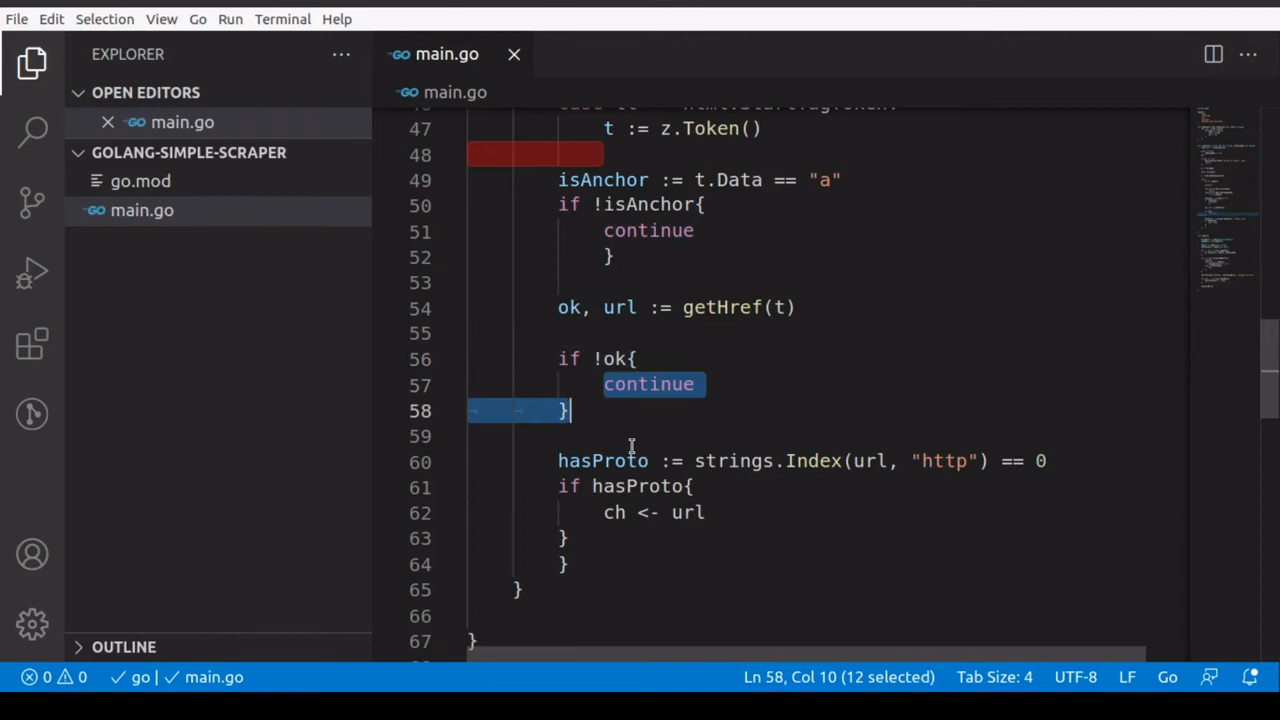 File Edit Selection View Go Run Terminal Help
EXPLORER
OPEN EDITORS
main.go
GOLANG-SIMPLE-SCRAPER
go.mod
main.go
OUTLINE
main.go
main.go
47 t := z.Token()
48
49 isAnchor := t.Data == "a"
50 if !isAnchor{
51 continue
52 }
53
54 ok, url := getHref(t)
55
56 if !ok{
57 continue
58 }
59
60 hasProto := strings.Index(url, "http") == 0
61 if hasProto{
62 ch <- url
63 }
64 }
65 }
66
67 }
0 0 go | main.go Ln 58, Col 10 (12 selected) Tab Size: 4 UTF-8 LF Go